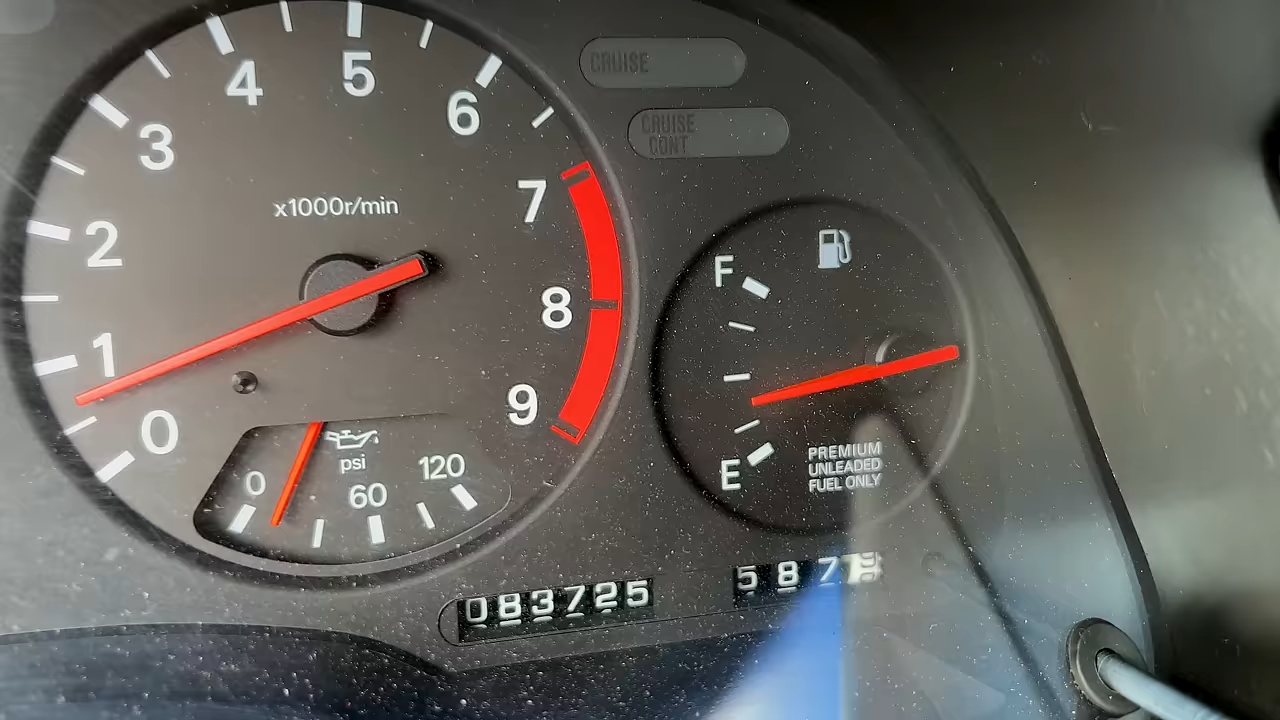 4
5
6
3
2
1
0
7
8
9
x1000r/min
0
psi
60
120
CRUISE
CRUISE
CONT
F
E
PREMIUM
UNLEADED
FUEL ONLY
083725
587